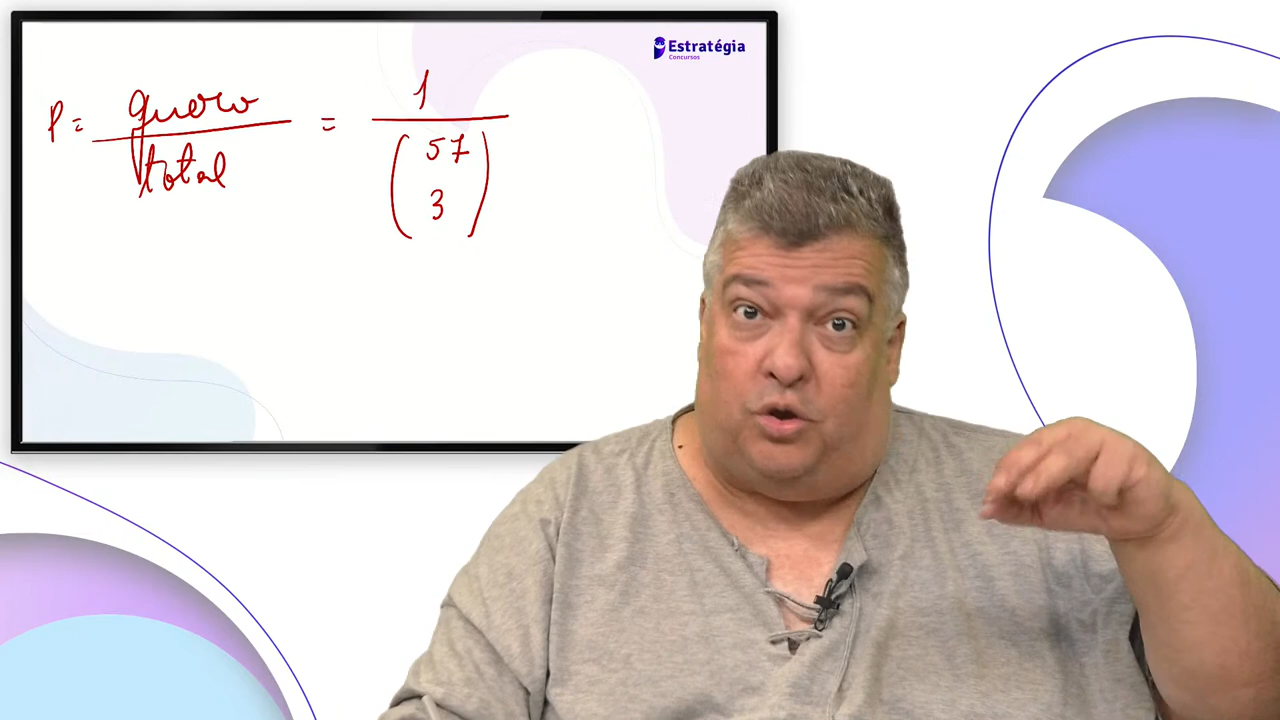 Estratégia
Concursos
P = quero / total = 1 / (57 3)